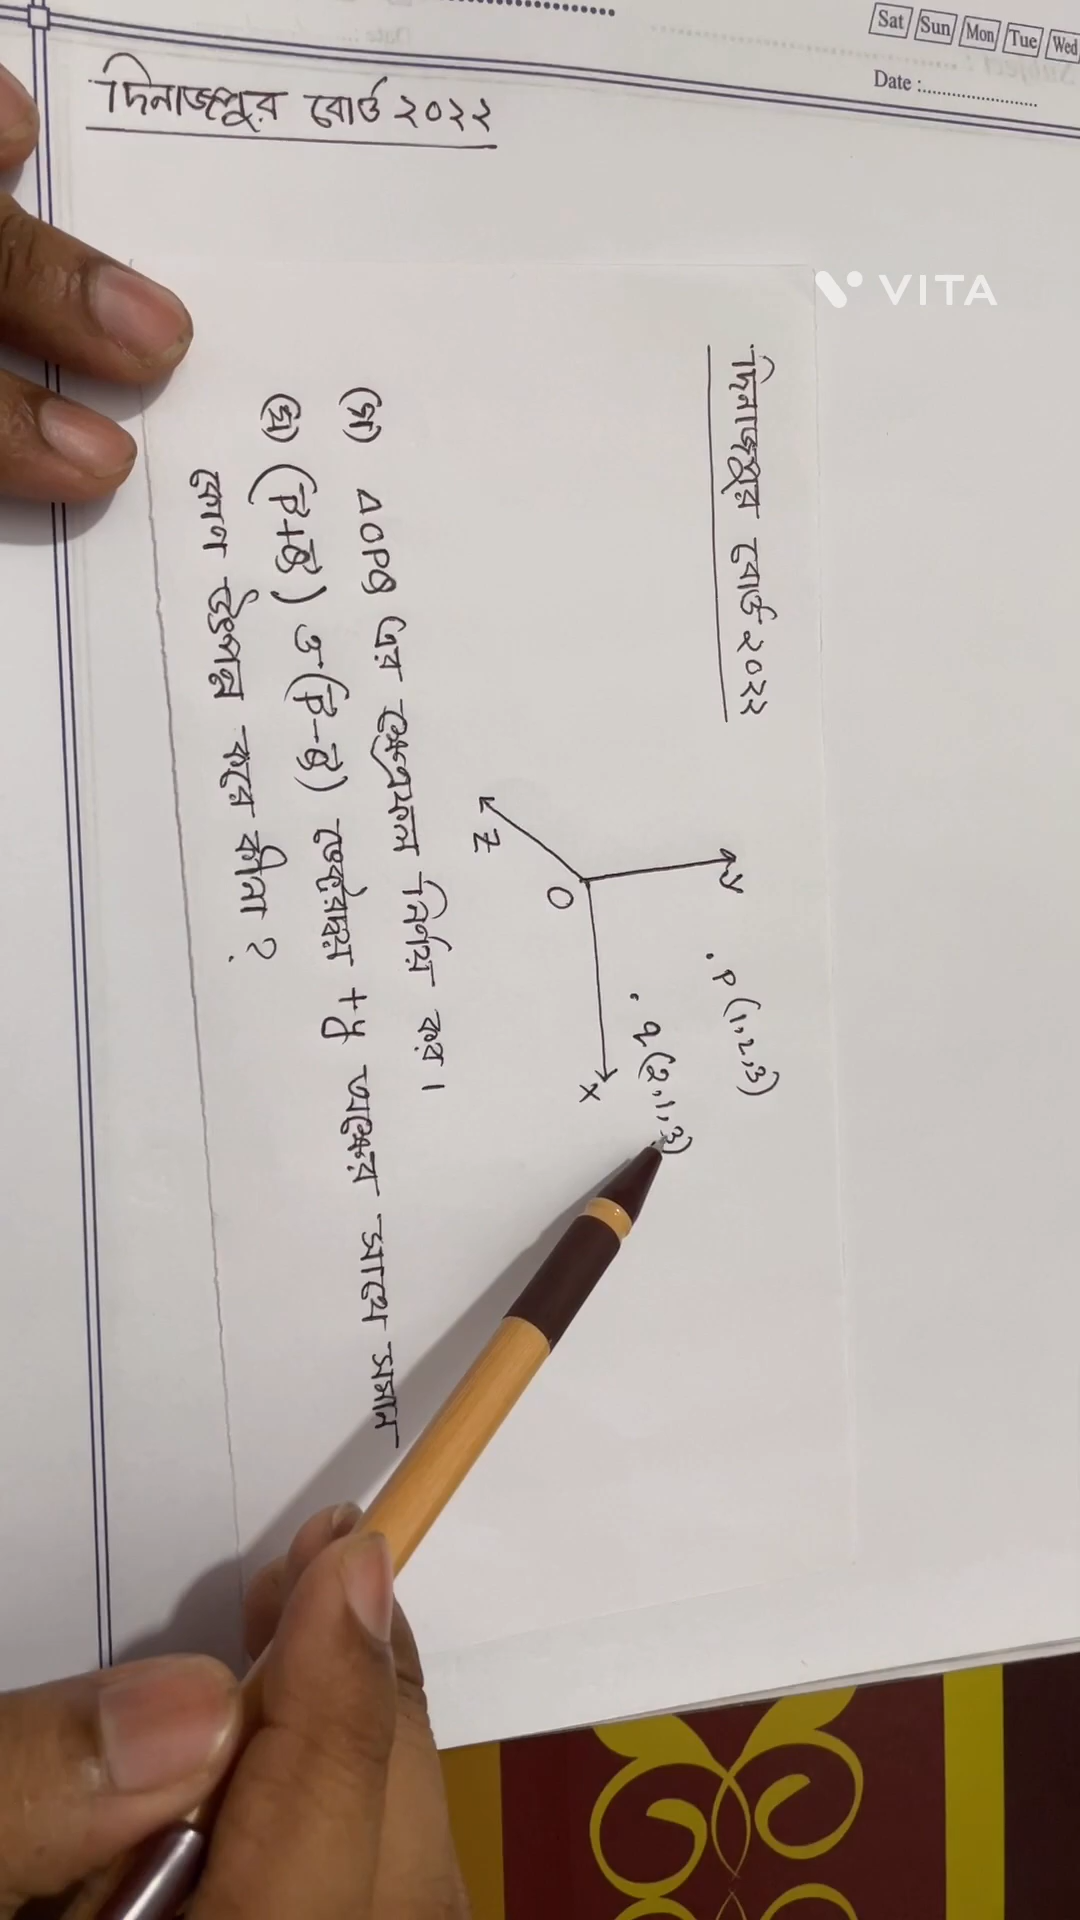 Sat Sun Mon Tue Wed
Date :
দিনাজপুর বোর্ড ২০২২
VITA
দিনাজপুর বোর্ড ২০২২
y
. P (1,2,3)
. q (2,1,3)
O
x
z
(গ) ΔOPQ এর ক্ষেত্রফল নির্ণয় কর।
(ঘ) (P+Q) ও (P-Q) ভেক্টরদ্বয় +y অক্ষের সাথে সমান
কোণ উৎপন্ন করে কীনা ?